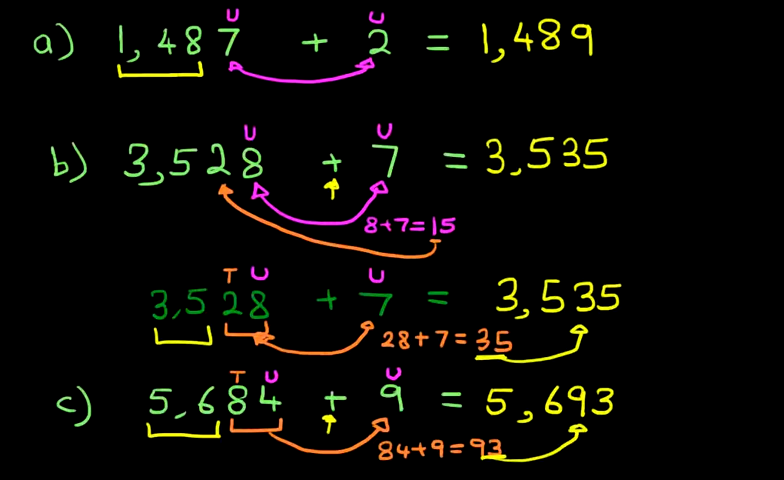 U U
a) 1,487 + 2 = 1,489
U U
b) 3,528 + 7 = 3,535
8+7=15
T U U
3,528 + 7 = 3,535
28+7=35
T U U
c) 5,684 + 9 = 5,693
84+9=93